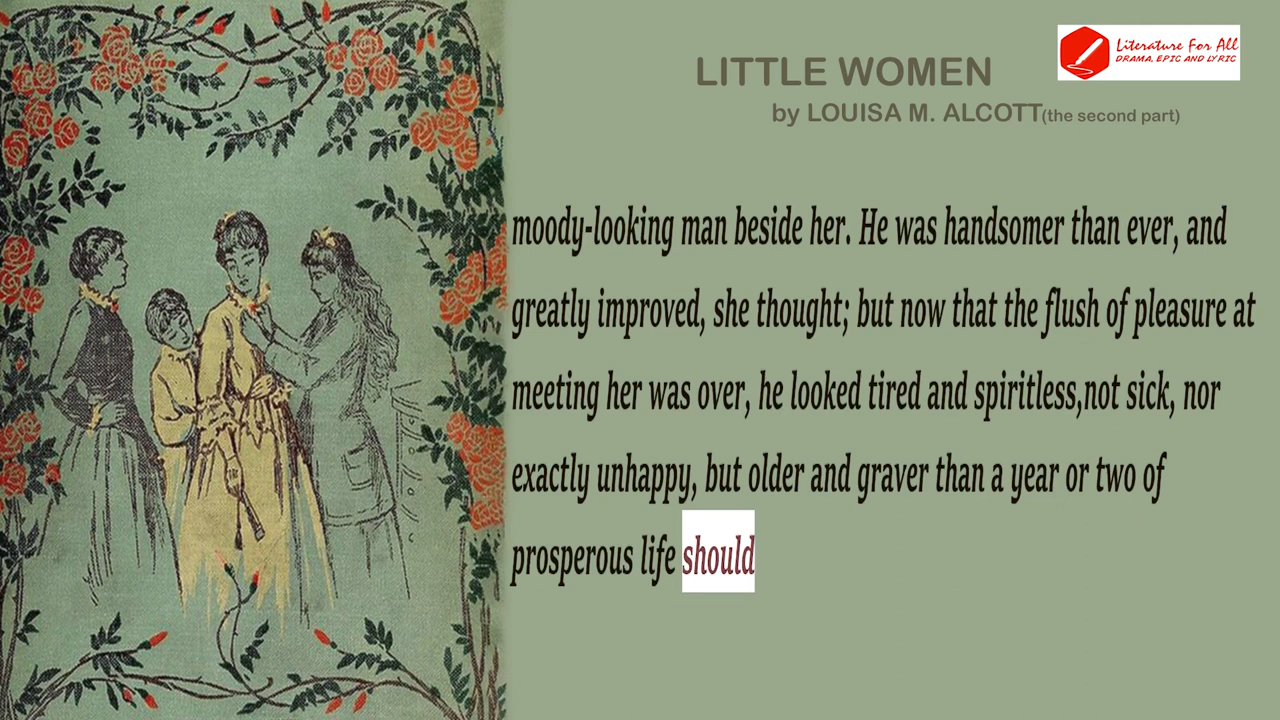 LITTLE WOMEN
by LOUISA M. ALCOTT(the second part)
Literature For All
DRAMA, EPIC AND LYRIC
moody-looking man beside her. He was handsomer than ever, and
greatly improved, she thought; but now that the flush of pleasure at
meeting her was over, he looked tired and spiritless,not sick, nor
exactly unhappy, but older and graver than a year or two of
prosperous life should